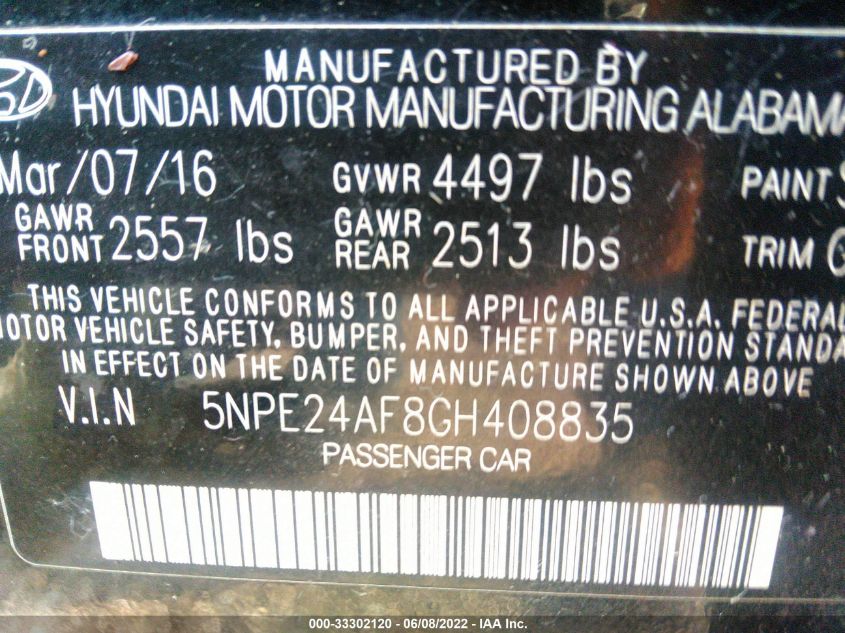 MANUFACTURED BY
HYUNDAI MOTOR MANUFACTURING ALABAMA
Mar/07/16 GVWR 4497 lbs PAINT
GAWR FRONT 2557 lbs GAWR REAR 2513 lbs TRIM
THIS VEHICLE CONFORMS TO ALL APPLICABLE U.S.A. FEDERAL
MOTOR VEHICLE SAFETY, BUMPER, AND THEFT PREVENTION STANDA
IN EFFECT ON THE DATE OF MANUFACTURE SHOWN ABOVE
V.I.N 5NPE24AF8GH408835
PASSENGER CAR
000-33302120 - 06/08/2022 - IAA Inc.